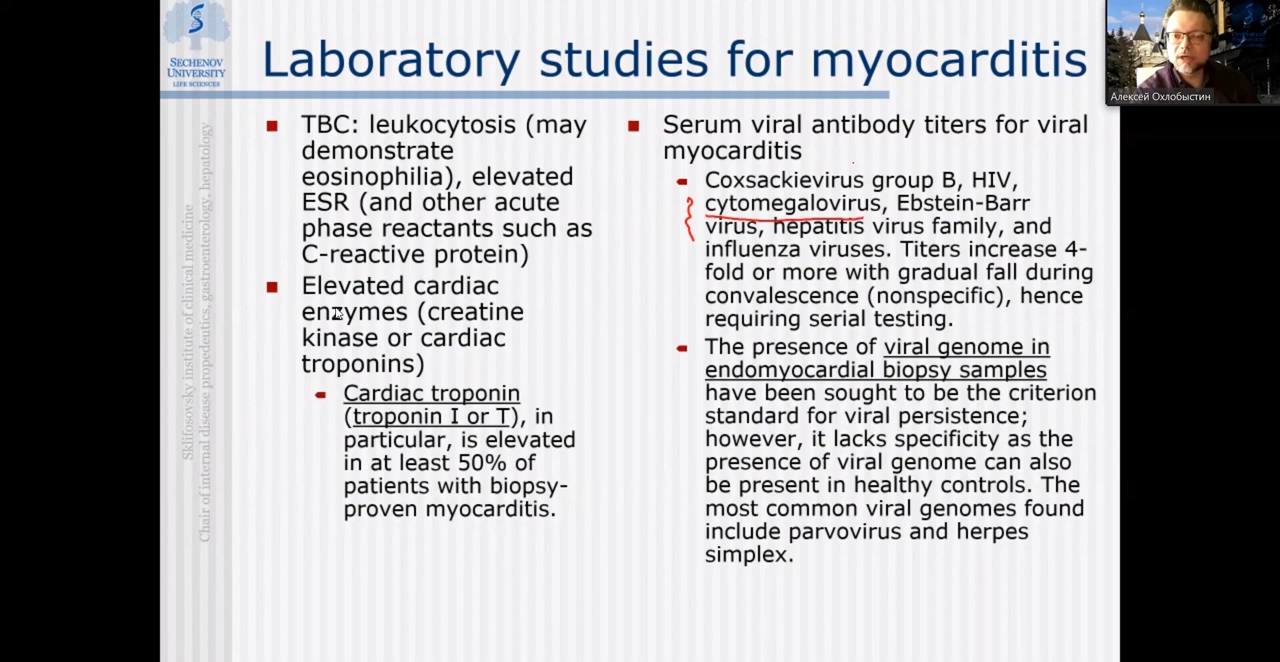 SECHENOV
UNIVERSITY
LIFE SCIENCES
Sklifosovsky institute of clinical medicine
Chair of internal disease propedeutics, gastroenterology, hepatology
Laboratory studies for myocarditis
TBC: leukocytosis (may
demonstrate
eosinophilia), elevated
ESR (and other acute
phase reactants such as
C-reactive protein)
Elevated cardiac
enzymes (creatine
kinase or cardiac
troponins)
Cardiac troponin
(troponin I or T), in
particular, is elevated
in at least 50% of
patients with biopsy-
proven myocarditis.
Serum viral antibody titers for viral
myocarditis
Coxsackievirus group B, HIV,
cytomegalovirus, Ebstein-Barr
virus, hepatitis virus family, and
influenza viruses. Titers increase 4-
fold or more with gradual fall during
convalescence (nonspecific), hence
requiring serial testing.
The presence of viral genome in
endomyocardial biopsy samples
have been sought to be the criterion
standard for viral persistence;
however, it lacks specificity as the
presence of viral genome can also
be present in healthy controls. The
most common viral genomes found
include parvovirus and herpes
simplex.
Алексей Охлобыстин